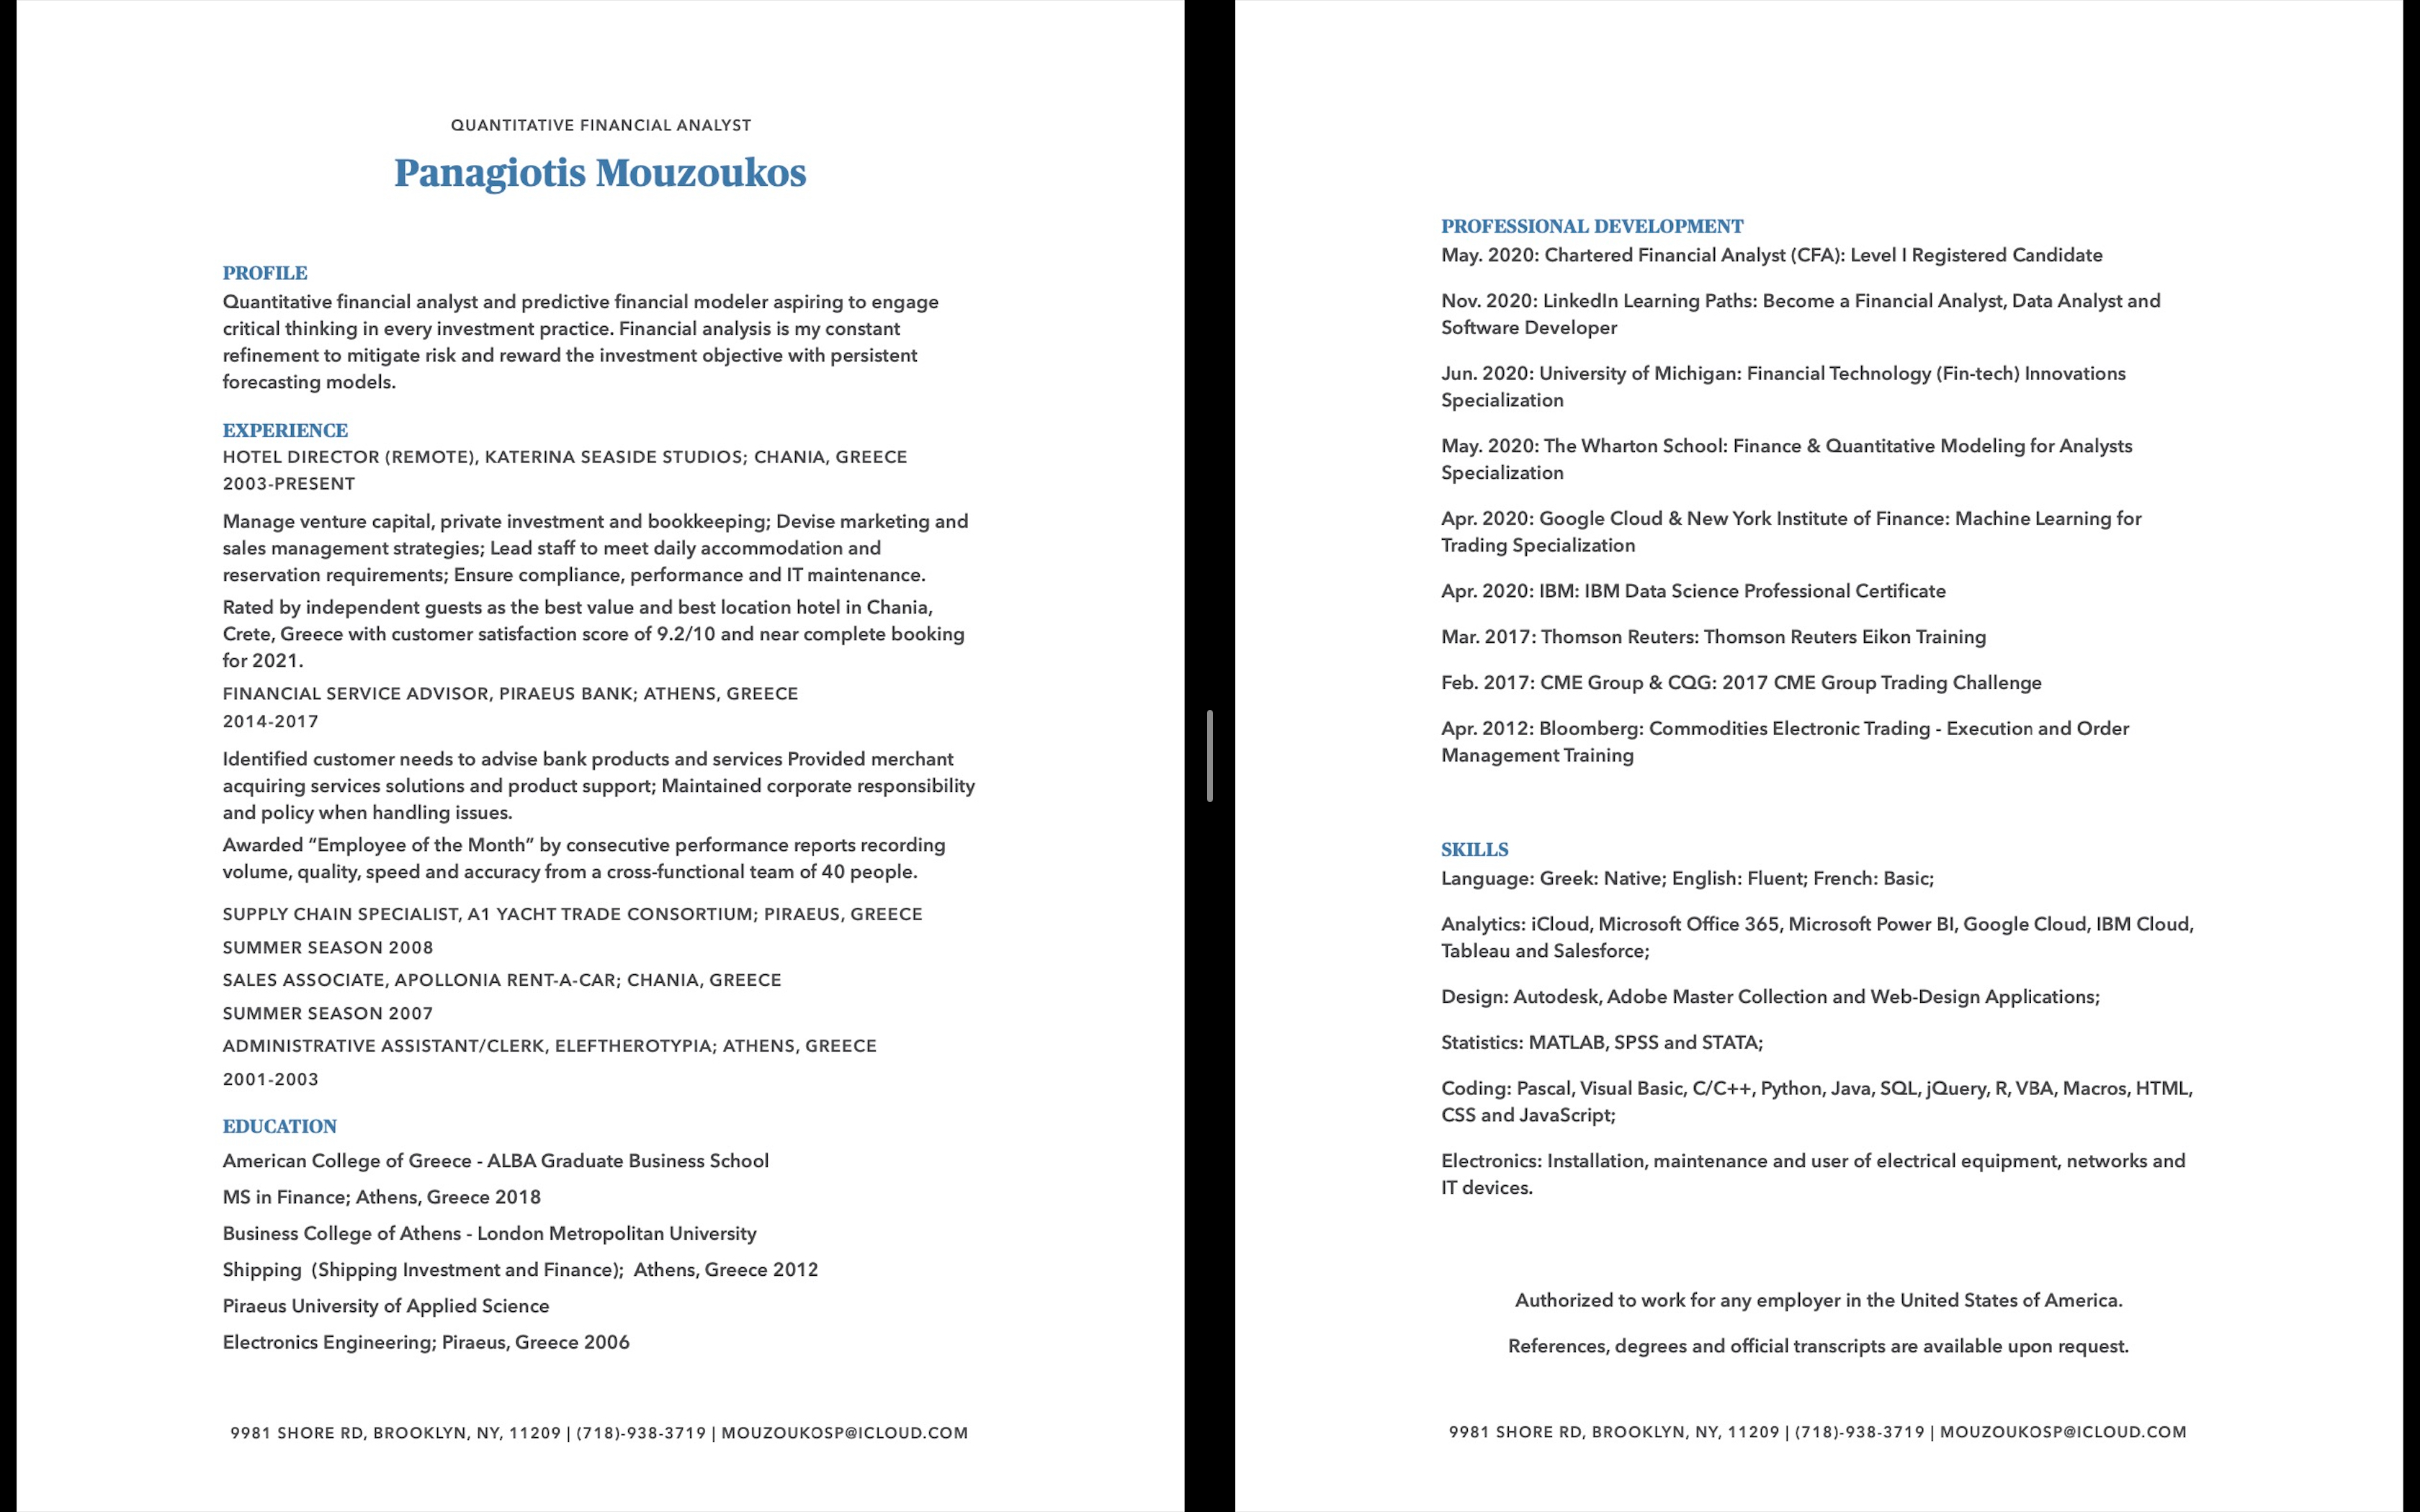 QUANTITATIVE FINANCIAL ANALYST
Panagiotis Mouzoukos
PROFILE
Quantitative financial analyst and predictive financial modeler aspiring to engage
critical thinking in every investment practice. Financial analysis is my constant
refinement to mitigate risk and reward the investment objective with persistent
forecasting models.
EXPERIENCE
HOTEL DIRECTOR (REMOTE), KATERINA SEASIDE STUDIOS; CHANIA, GREECE
2003-PRESENT
Manage venture capital, private investment and bookkeeping; Devise marketing and
sales management strategies; Lead staff to meet daily accommodation and
reservation requirements; Ensure compliance, performance and IT maintenance.
Rated by independent guests as the best value and best location hotel in Chania,
Crete, Greece with customer satisfaction score of 9.2/10 and near complete booking
for 2021.
FINANCIAL SERVICE ADVISOR, PIRAEUS BANK; ATHENS, GREECE
2014-2017
Identified customer needs to advise bank products and services Provided merchant
acquiring services solutions and product support; Maintained corporate responsibility
and policy when handling issues.
Awarded “Employee of the Month” by consecutive performance reports recording
volume, quality, speed and accuracy from a cross-functional team of 40 people.
SUPPLY CHAIN SPECIALIST, A1 YACHT TRADE CONSORTIUM; PIRAEUS, GREECE
SUMMER SEASON 2008
SALES ASSOCIATE, APOLLONIA RENT-A-CAR; CHANIA, GREECE
SUMMER SEASON 2007
ADMINISTRATIVE ASSISTANT/CLERK, ELEFTHEROTYPIA; ATHENS, GREECE
2001-2003
EDUCATION
American College of Greece - ALBA Graduate Business School
MS in Finance; Athens, Greece 2018
Business College of Athens - London Metropolitan University
Shipping (Shipping Investment and Finance); Athens, Greece 2012
Piraeus University of Applied Science
Electronics Engineering; Piraeus, Greece 2006
9981 SHORE RD, BROOKLYN, NY, 11209 | (718)-938-3719 | MOUZOUKOSP@ICLOUD.COM
PROFESSIONAL DEVELOPMENT
May. 2020: Chartered Financial Analyst (CFA): Level I Registered Candidate
Nov. 2020: LinkedIn Learning Paths: Become a Financial Analyst, Data Analyst and
Software Developer
Jun. 2020: University of Michigan: Financial Technology (Fin-tech) Innovations
Specialization
May. 2020: The Wharton School: Finance & Quantitative Modeling for Analysts
Specialization
Apr. 2020: Google Cloud & New York Institute of Finance: Machine Learning for
Trading Specialization
Apr. 2020: IBM: IBM Data Science Professional Certificate
Mar. 2017: Thomson Reuters: Thomson Reuters Eikon Training
Feb. 2017: CME Group & CQG: 2017 CME Group Trading Challenge
Apr. 2012: Bloomberg: Commodities Electronic Trading - Execution and Order
Management Training
SKILLS
Language: Greek: Native; English: Fluent; French: Basic;
Analytics: iCloud, Microsoft Office 365, Microsoft Power BI, Google Cloud, IBM Cloud,
Tableau and Salesforce;
Design: Autodesk, Adobe Master Collection and Web-Design Applications;
Statistics: MATLAB, SPSS and STATA;
Coding: Pascal, Visual Basic, C/C++, Python, Java, SQL, jQuery, R, VBA, Macros, HTML,
CSS and JavaScript;
Electronics: Installation, maintenance and user of electrical equipment, networks and
IT devices.
Authorized to work for any employer in the United States of America.
References, degrees and official transcripts are available upon request.
9981 SHORE RD, BROOKLYN, NY, 11209 | (718)-938-3719 | MOUZOUKOSP@ICLOUD.COM